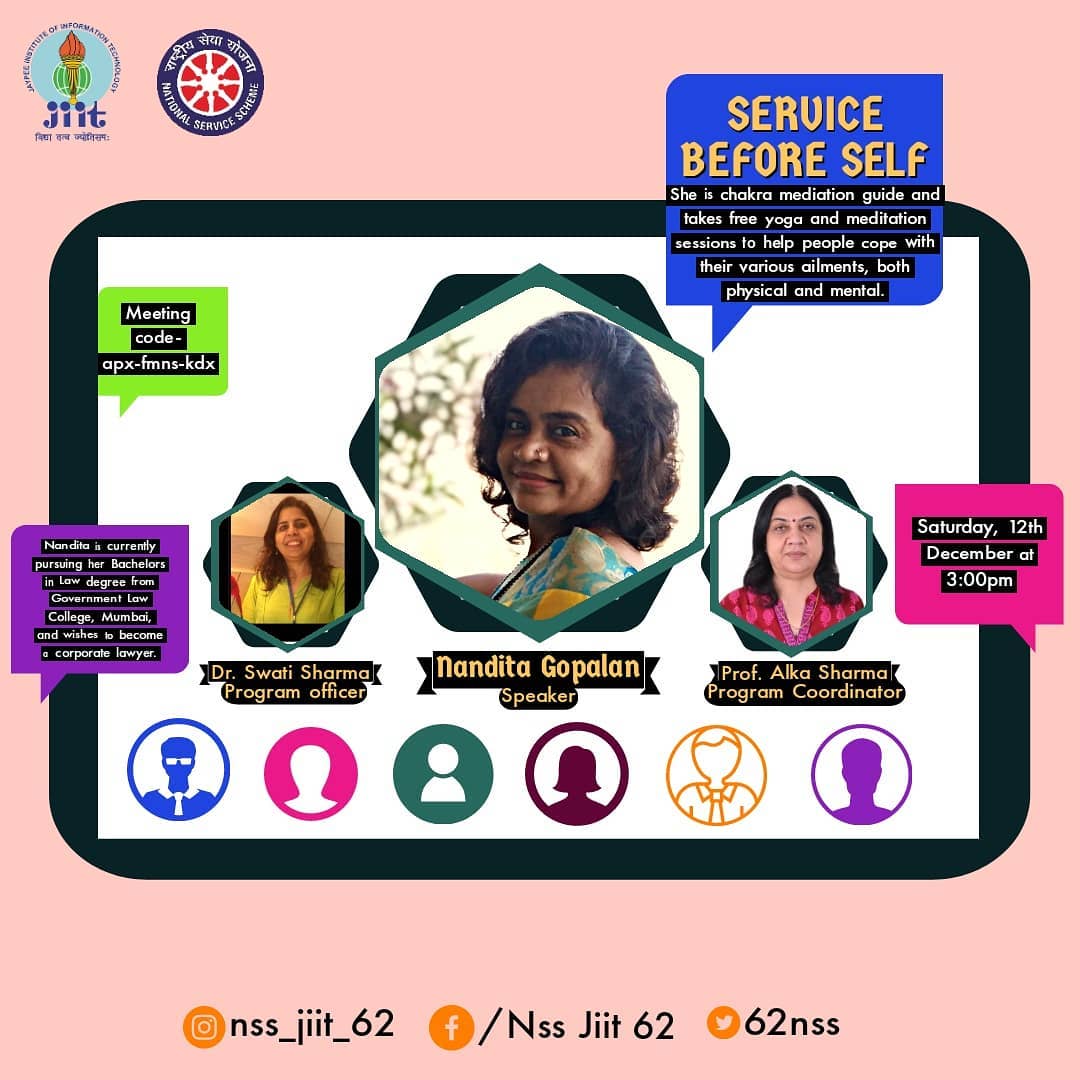 JAYPEE INSTITUTE OF INFORMATION TECHNOLOGY
jiit
विद्या तत्व ज्योतिसमः
राष्ट्रीय सेवा योजना
NATIONAL SERVICE SCHEME
SERVICE
BEFORE SELF
She is chakra mediation guide and
takes free yoga and meditation
sessions to help people cope with
their various ailments, both
physical and mental.
Meeting
code-
apx-fmns-kdx
Nandita is currently
pursuing her Bachelors
in Law degree from
Government Law
College, Mumbai,
and wishes to become
a corporate lawyer.
Saturday, 12th
December at
3:00pm
Dr. Swati Sharma
Program officer
Nandita Gopalan
Speaker
Prof. Alka Sharma
Program Coordinator
nss_jiit_62
/Nss Jiit 62
62nss